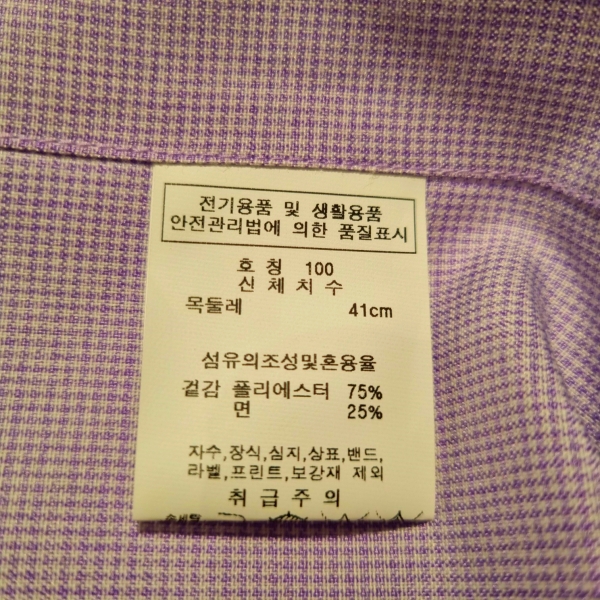 전기용품 및 생활용품
안전관리법에 의한 품질표시
호 칭 100
신 체 치 수
목둘레 41cm
섬유의조성및혼용율
겉감 폴리에스터 75%
면 25%
자수,장식,심지,상표,밴드,
라벨,프린트,보강재 제외
취 급 주 의